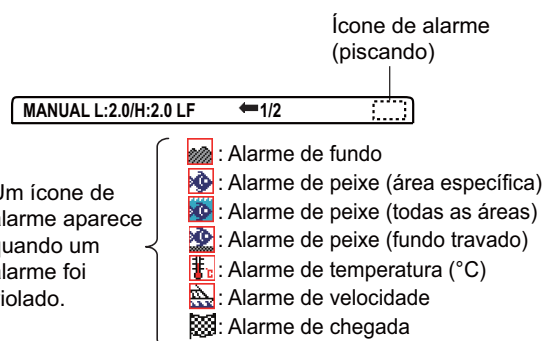 Ícone de alarme
(piscando)
MANUAL L:2.0/H:2.0 LF ⬅1/2
Um ícone de
alarme aparece
quando um
alarme foi
violado.
: Alarme de fundo
: Alarme de peixe (área específica)
: Alarme de peixe (todas as áreas)
: Alarme de peixe (fundo travado)
: Alarme de temperatura (°C)
: Alarme de velocidade
: Alarme de chegada